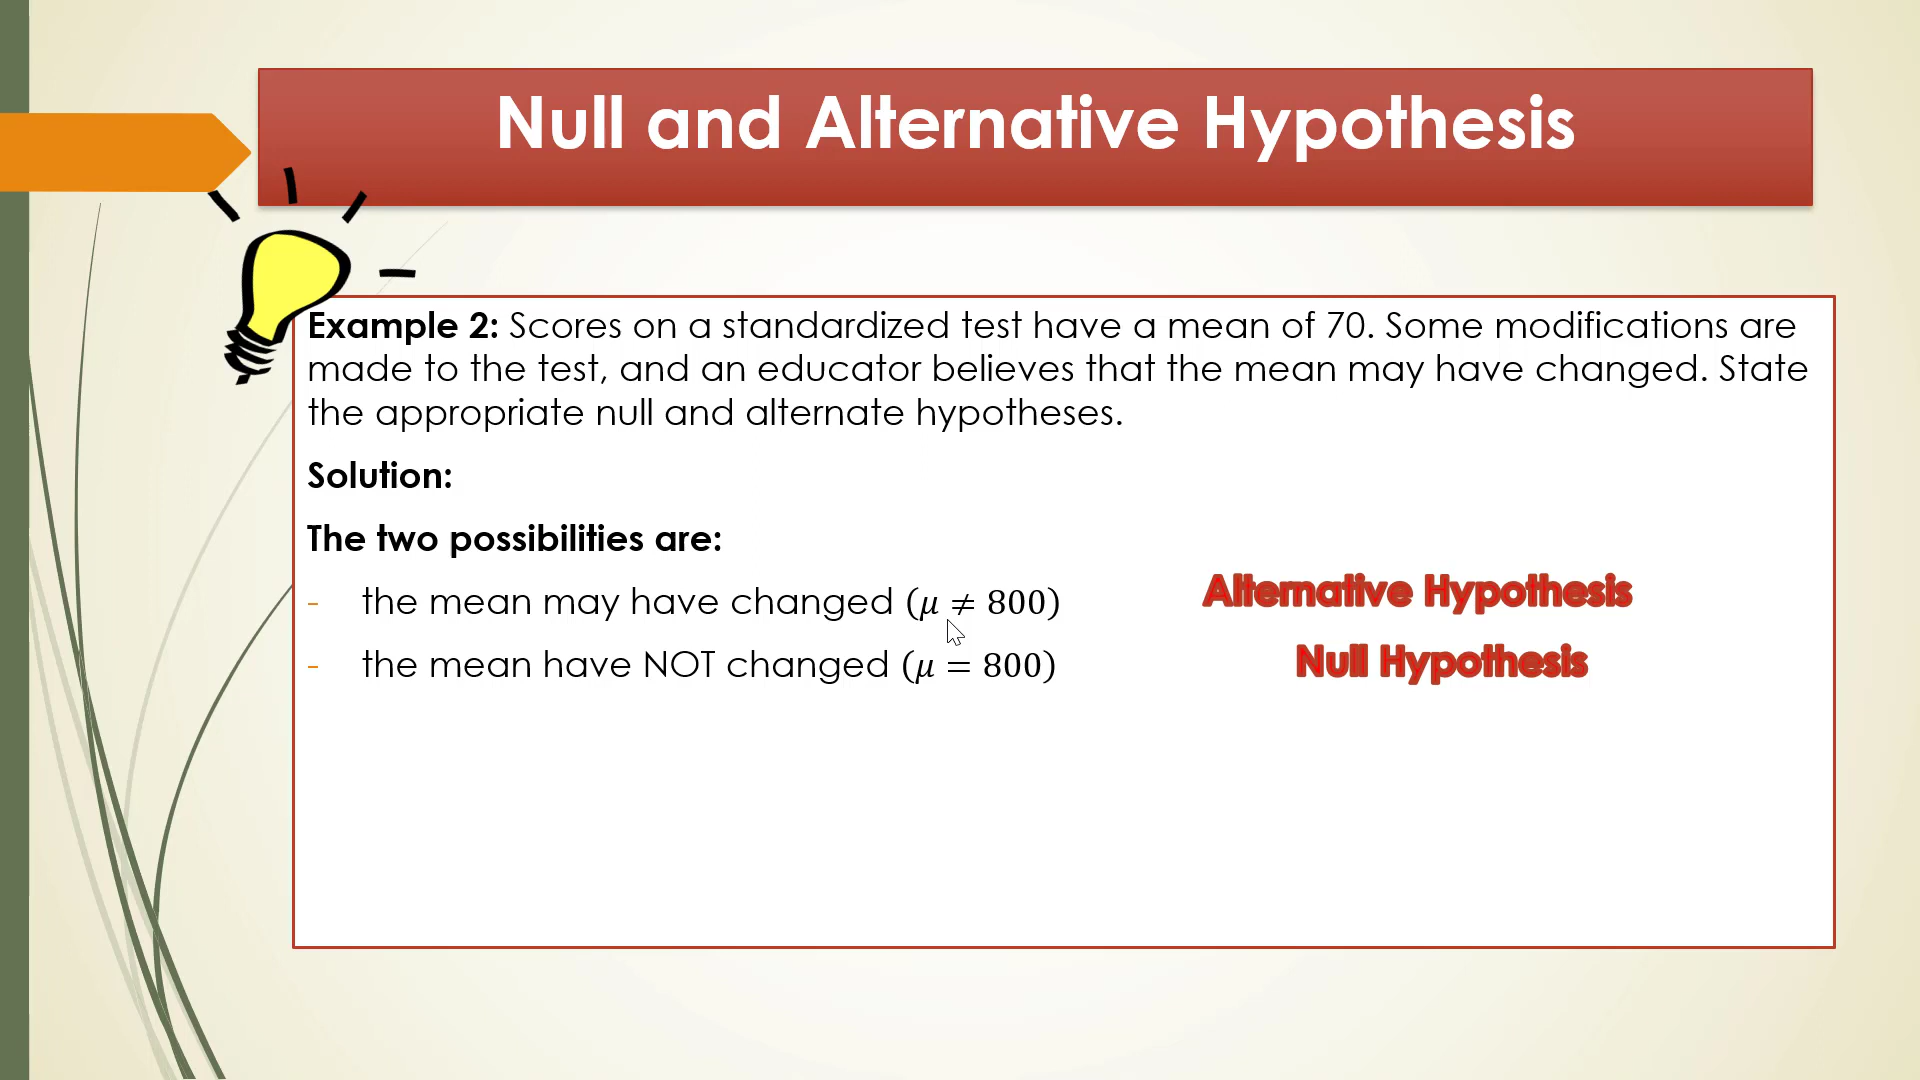 Null and Alternative Hypothesis
Example 2: Scores on a standardized test have a mean of 70. Some modifications are
made to the test, and an educator believes that the mean may have changed. State
the appropriate null and alternate hypotheses.
Solution:
The two possibilities are:
- the mean may have changed (𝜇 ≠ 800)
Alternative Hypothesis
- the mean have NOT changed (𝜇 = 800)
Null Hypothesis